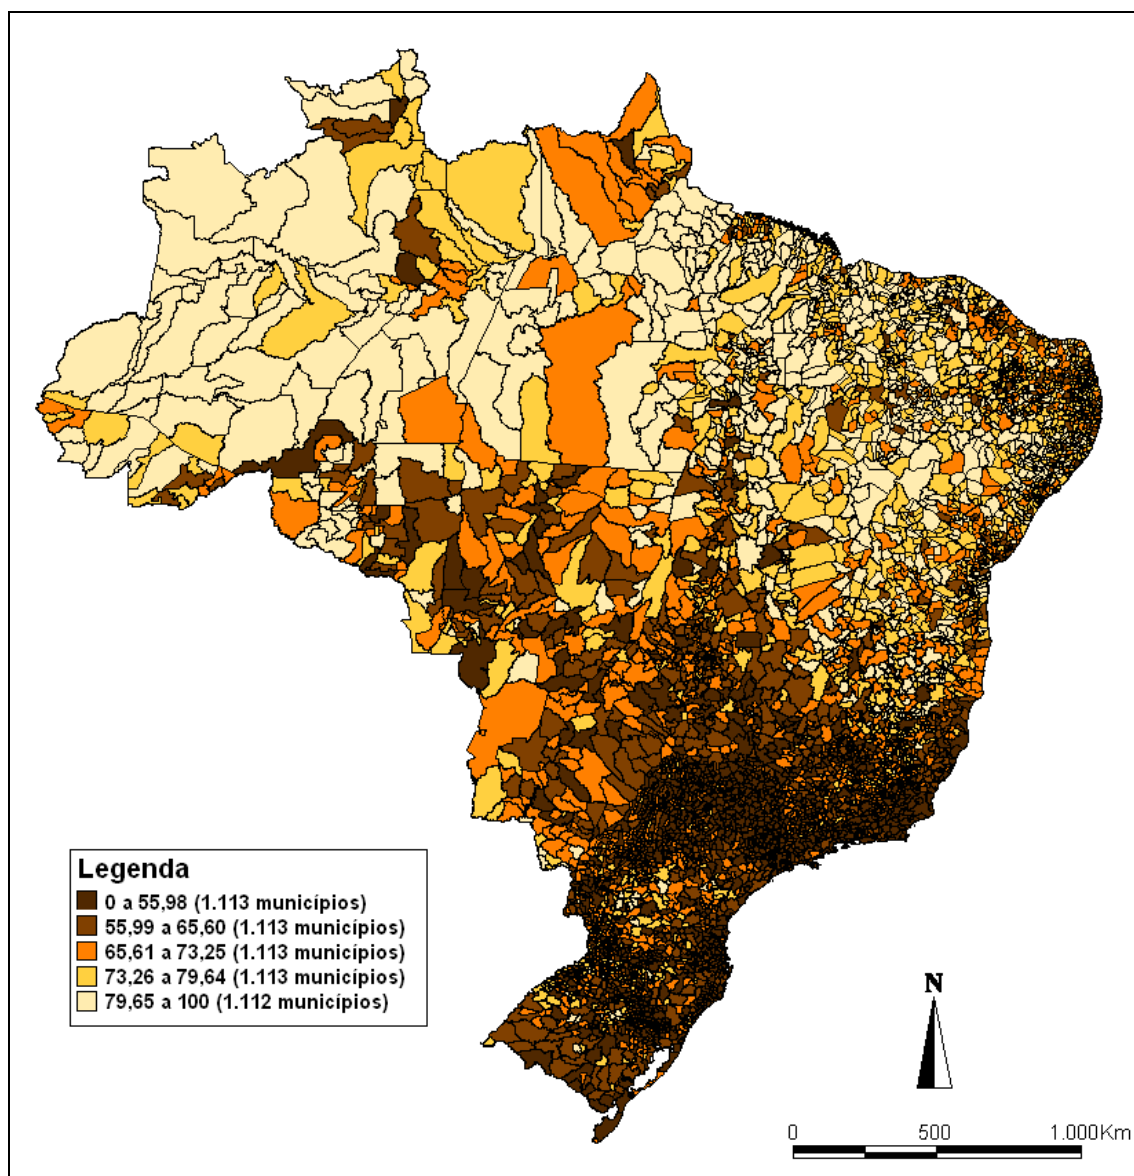 Legenda
0 a 55,98 (1.113 municípios)
55,99 a 65,60 (1.113 municípios)
65,61 a 73,25 (1.113 municípios)
73,26 a 79,64 (1.113 municípios)
79,65 a 100 (1.112 municípios)
N
0 500 1.000Km